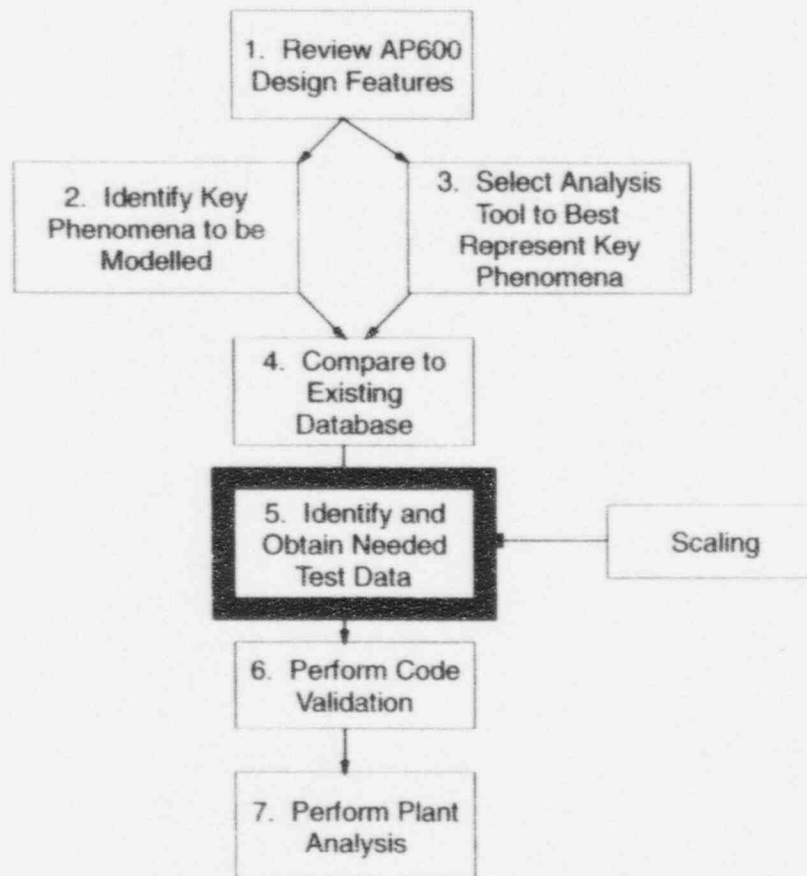 1. Review AP600
Design Features
2. Identify Key
Phenomena to be
Modelled
3. Select Analysis
Tool to Best
Represent Key
Phenomena
4. Compare to
Existing
Database
5. Identify and
Obtain Needed
Test Data
Scaling
6. Perform Code
Validation
7. Perform Plant
Analysis